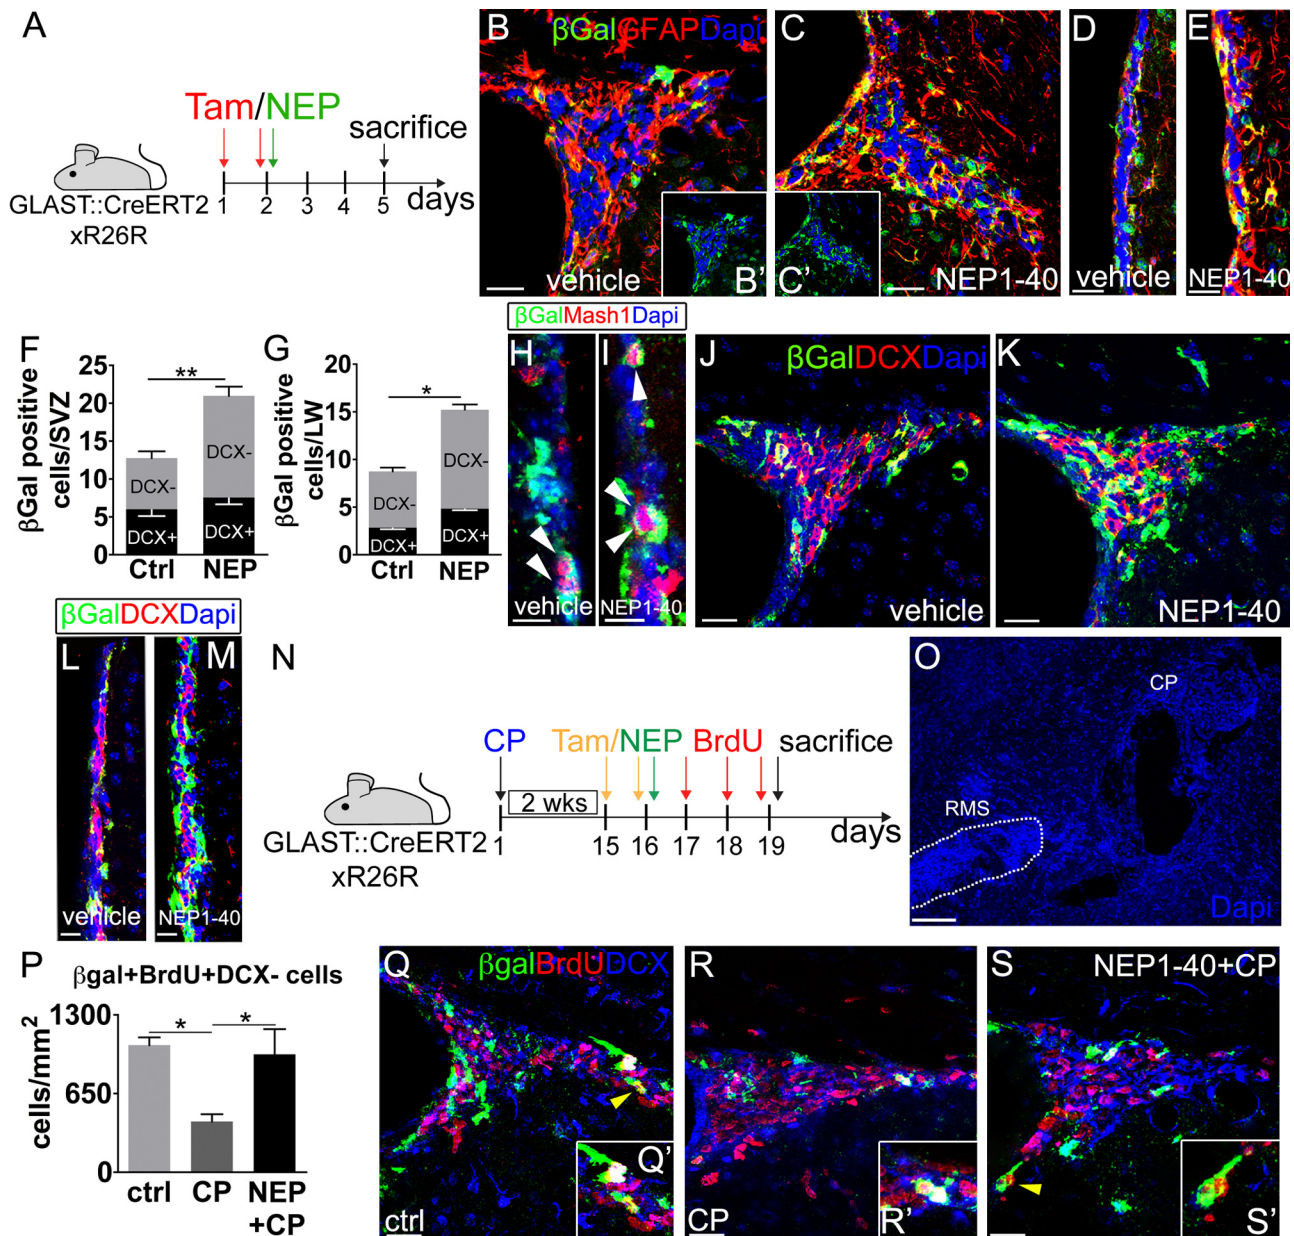 A
Tam/NEP
sacrifice
1 2 3 4 5 days
GLAST::CreERT2
xR26R
B
βGalGFAPDapi
vehicle
B'
C
C'
NEP1-40
D
vehicle
E
NEP1-40
F
βGal positive
cells/SVZ
25
20
15
10
5
0
**
DCX-
DCX+
DCX-
DCX+
Ctrl NEP
G
βGal positive
cells/LW
20
15
10
5
0
*
DCX-
DCX+
DCX-
DCX+
Ctrl NEP
βGalMash1Dapi
H
vehicle
I
NEP1-40
J
βGalDCXDapi
vehicle
K
NEP1-40
βGalDCXDapi
L
vehicle
M
NEP1-40
N
CP Tam/NEP BrdU sacrifice
2 wks
1 15 16 17 18 19 days
GLAST::CreERT2
xR26R
O
CP
RMS
Dapi
P
βgal+BrdU+DCX- cells
cells/mm²
1300
650
0
* *
ctrl CP NEP
+CP
Q
βgalBrdUDCX
Q'
ctrl
R
R'
CP
S
NEP1-40+CP
S'